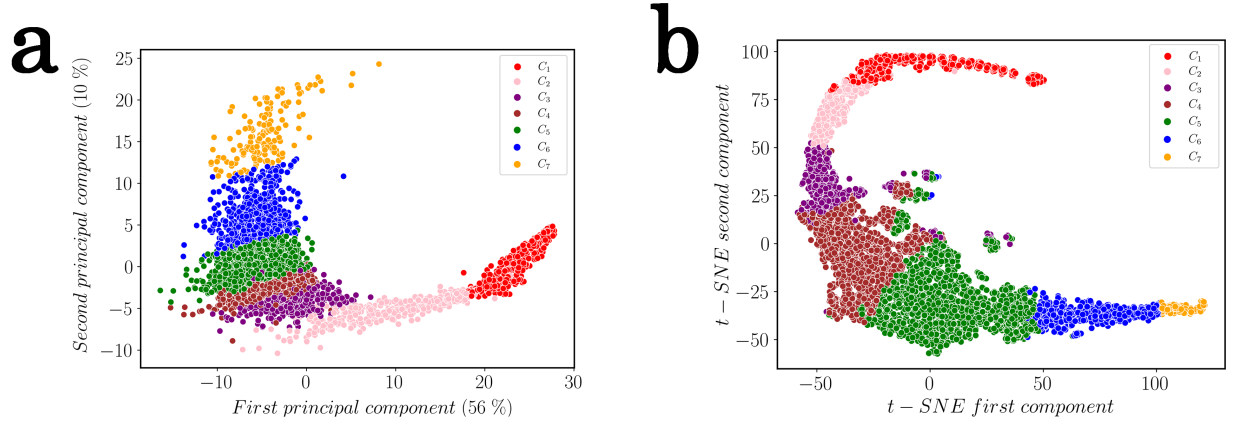 a
25
20
15
10
5
0
−5
−10
Second principal component (10 %)
−10
0
10
20
30
First principal component (56 %)
C1
C2
C3
C4
C5
C6
C7
b
100
75
50
25
0
−25
−50
t − SNE second component
−50
0
50
100
t − SNE first component
C1
C2
C3
C4
C5
C6
C7